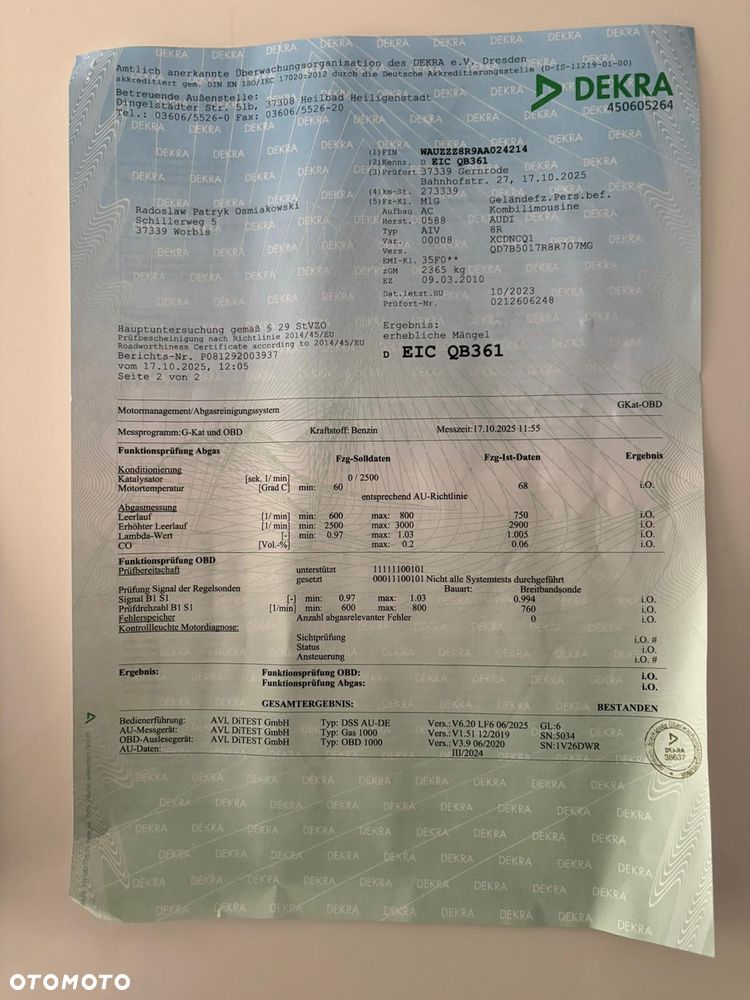 Amtlich anerkannte Überwachungsorganisation des DEKRA e.V. Dresden
akkreditiert gem. DIN EN ISO/IEC 17020:2012 durch die Deutsche Akkreditierungsstelle (D-IS-11219-01-00)
Betreuende Außenstelle:
Dingelstädter Str. 51b, 37308 Heilbad Heiligenstadt
Tel.: 03606/5526-0 Fax: 03606/5526-20
DEKRA
450605264
(1) FIN WAUZZZ8R9AA024214
(2) Kennz. D EIC QB361
(3) Prüfort 37339 Gernrode
Bahnhofstr. 27, 17.10.2025
(4) km-St. 273339
(5) Fz-Kl. M1G Geländefz.Pers.bef.
Aufbau AC Kombilimousine
Herst. 0588 AUDI
Typ AIV 8R
Var. 00008 XCDNCQ1
Vers. QD7B5017R8R707MG
EMI-Kl. 35F0**
zGM 2365 kg
EZ 09.03.2010
Dat.letzt.HU 10/2023
Prüfort-Nr. 0212606248
Radoslaw Patryk Osmiakowski
Schillerweg 5
37339 Worbis
Hauptuntersuchung gemäß § 29 StVZO
Prüfbescheinigung nach Richtlinie 2014/45/EU
Roadworthiness Certificate according to 2014/45/EU
Berichts-Nr. P081292003937
vom 17.10.2025, 12:05
Seite 2 von 2
Ergebnis:
erhebliche Mängel
D EIC QB361
Motormanagement/Abgasreinigungssystem GKat-OBD
Messprogramm:G-Kat und OBD Kraftstoff: Benzin Messzeit:17.10.2025 11:55
Funktionsprüfung Abgas Fzg-Solldaten Fzg-Ist-Daten Ergebnis
Konditionierung
Katalysator [sek. 1/ min] 0 / 2500
Motortemperatur [Grad C] min: 60 68 i.O.
entsprechend AU-Richtlinie
Abgasmessung
Leerlauf [1/ min] min: 600 max: 800 750 i.O.
Erhöhter Leerlauf [1/ min] min: 2500 max: 3000 2900 i.O.
Lambda-Wert [-] min: 0.97 max: 1.03 1.005 i.O.
CO [Vol.-%] max: 0.2 0.06 i.O.
Funktionsprüfung OBD
Prüfbereitschaft unterstützt 11111100101
gesetzt 00011100101 Nicht alle Systemtests durchgeführt
Prüfung Signal der Regelsonden Bauart: Breitbandsonde
Signal B1 S1 [-] min: 0.97 max: 1.03 0.994 i.O.
Prüfdrehzahl B1 S1 [1/min] min: 600 max: 800 760 i.O.
Fehlerspeicher Anzahl abgasrelevanter Fehler 0 i.O.
Kontrollleuchte Motordiagnose:
Sichtprüfung i.O. #
Status i.O.
Ansteuerung i.O. #
Ergebnis: Funktionsprüfung OBD: i.O.
Funktionsprüfung Abgas: i.O.
GESAMTERGEBNIS: BESTANDEN
Bedienerführung: AVL DiTEST GmbH Typ: DSS AU-DE Vers.: V6.20 LF6 06/2025 GL:6
AU-Messgerät: AVL DiTEST GmbH Typ: Gas 1000 Vers.: V1.51 12/2019 SN:5034
OBD-Auslesegerät: AVL DiTEST GmbH Typ: OBD 1000 Vers.: V3.9 06/2020 SN:1V26DWR
AU-Daten: III/2024
DEKRA
38637
OTOMOTO